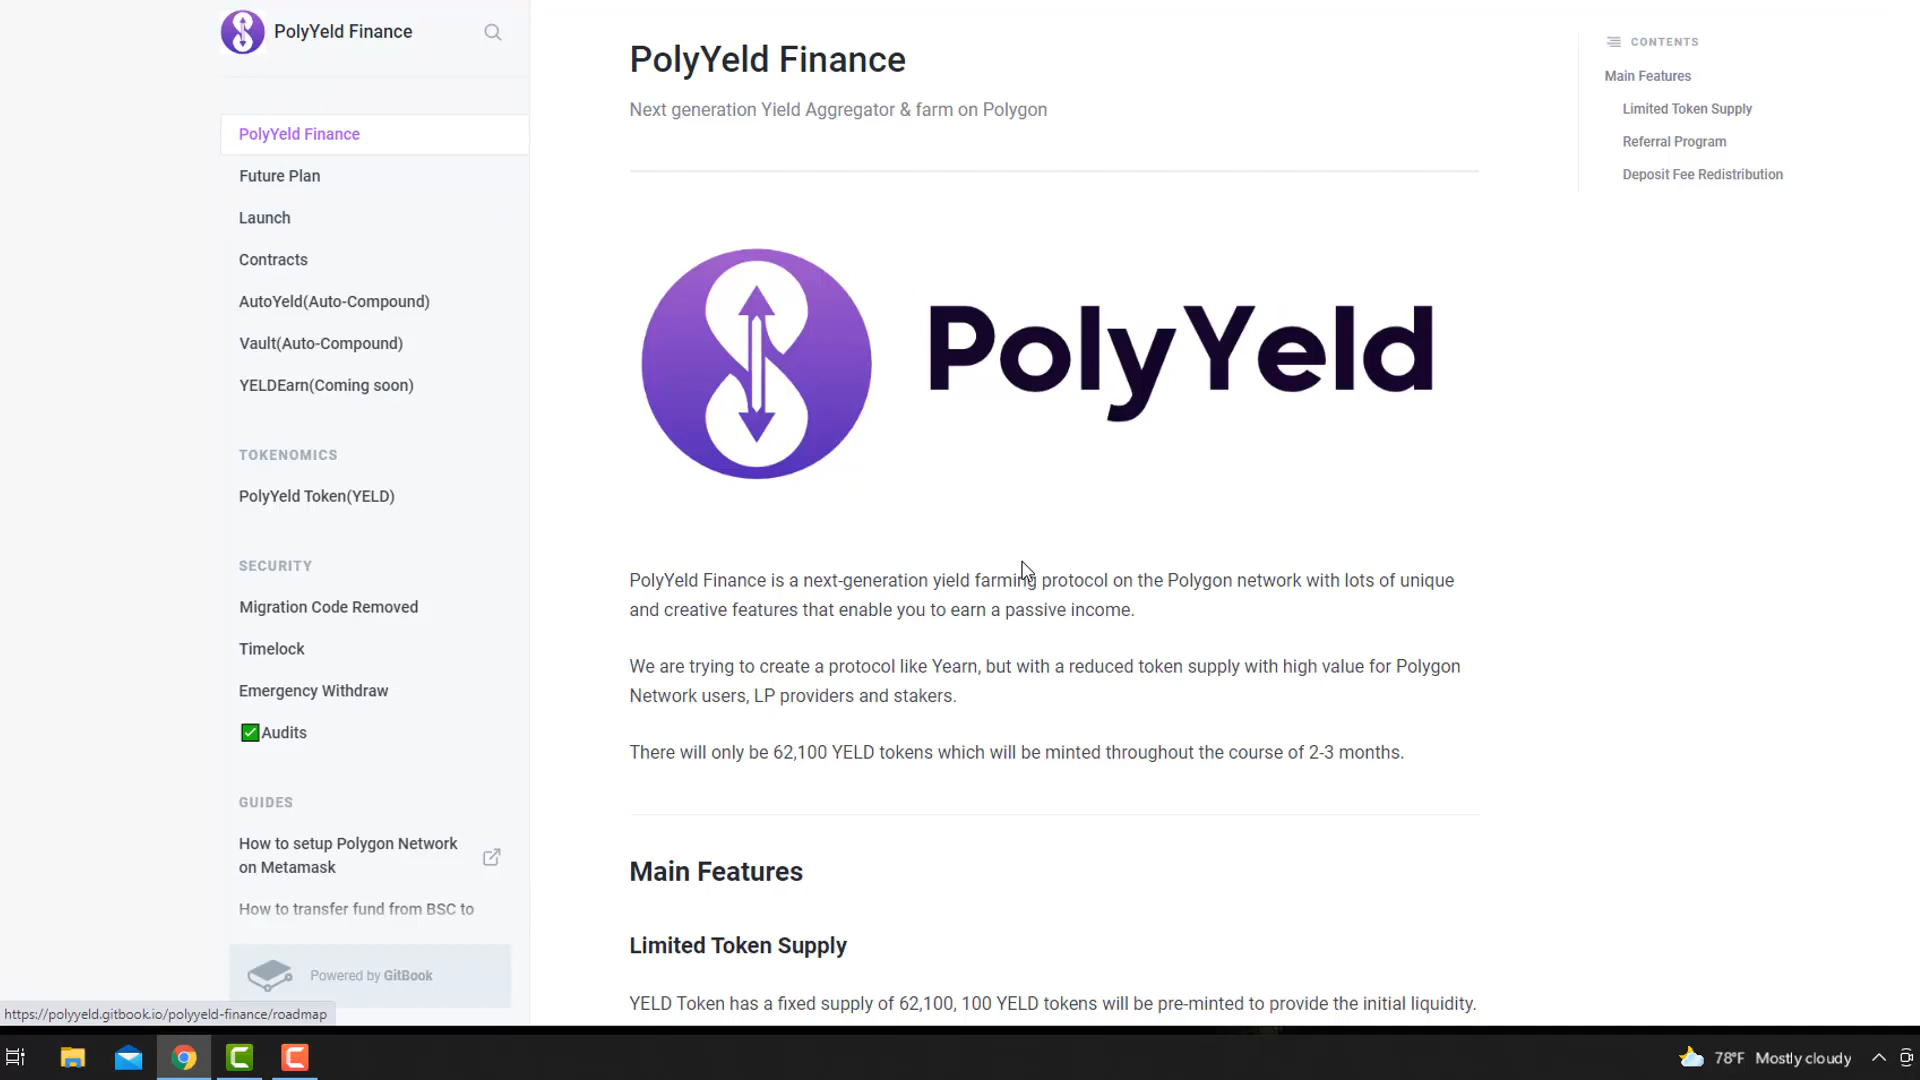 PolyYeld Finance
PolyYeld Finance
Future Plan
Launch
Contracts
AutoYeld(Auto-Compound)
Vault(Auto-Compound)
YELDEarn(Coming soon)
TOKENOMICS
PolyYeld Token(YELD)
SECURITY
Migration Code Removed
Timelock
Emergency Withdraw
✅Audits
GUIDES
How to setup Polygon Network
on Metamask
How to transfer fund from BSC to
Powered by GitBook
https://polyyeld.gitbook.io/polyyeld-finance/roadmap
PolyYeld Finance
Next generation Yield Aggregator & farm on Polygon
PolyYeld
PolyYeld Finance is a next-generation yield farming protocol on the Polygon network with lots of unique
and creative features that enable you to earn a passive income.
We are trying to create a protocol like Yearn, but with a reduced token supply with high value for Polygon
Network users, LP providers and stakers.
There will only be 62,100 YELD tokens which will be minted throughout the course of 2-3 months.
Main Features
Limited Token Supply
YELD Token has a fixed supply of 62,100, 100 YELD tokens will be pre-minted to provide the initial liquidity.
CONTENTS
Main Features
Limited Token Supply
Referral Program
Deposit Fee Redistribution
78°F Mostly cloudy